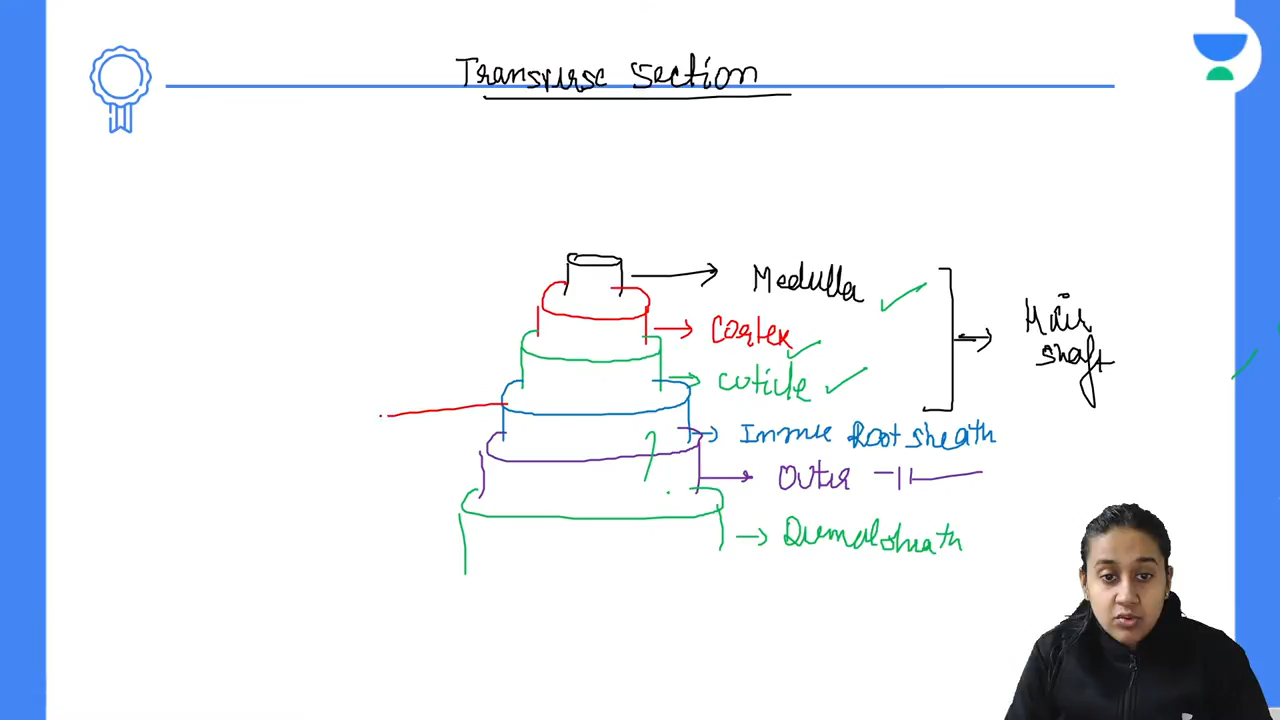 Transverse section
Medulla
Cortex
cuticle
Hair
shaft
Inner Root sheath
Outer -||-
Dermal sheath